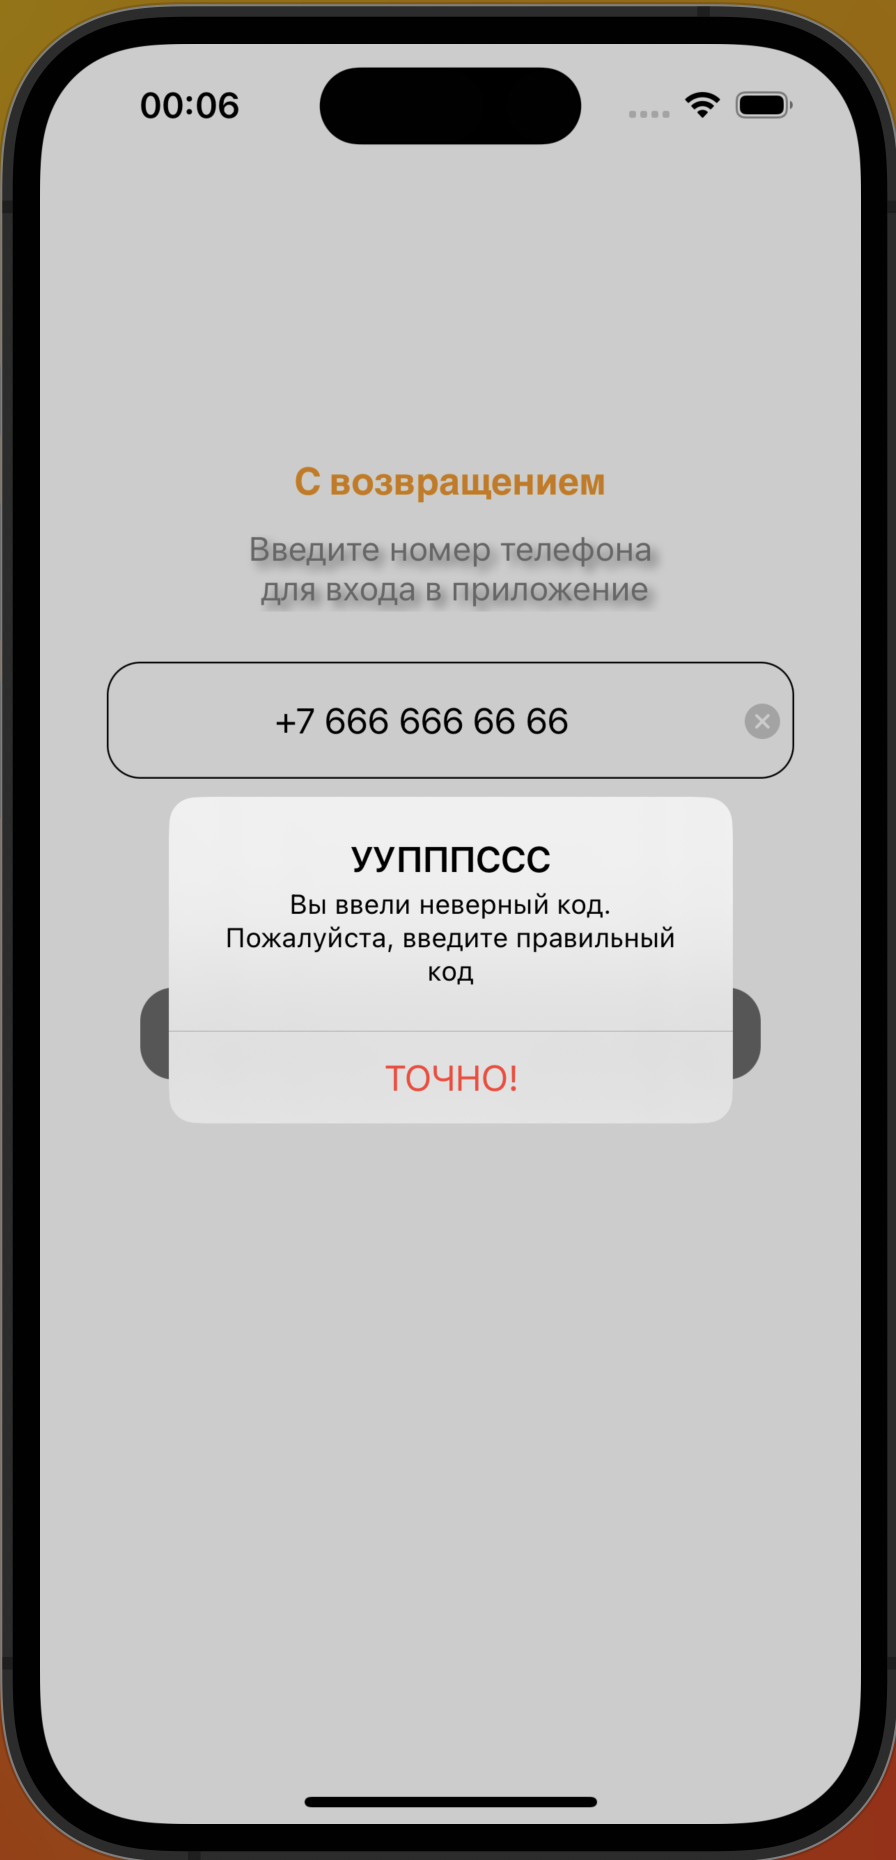 00:06
С возвращением
Введите номер телефона
для входа в приложение
+7 666 666 66 66
УУПППССС
Вы ввели неверный код.
Пожалуйста, введите правильный
код
ТОЧНО!